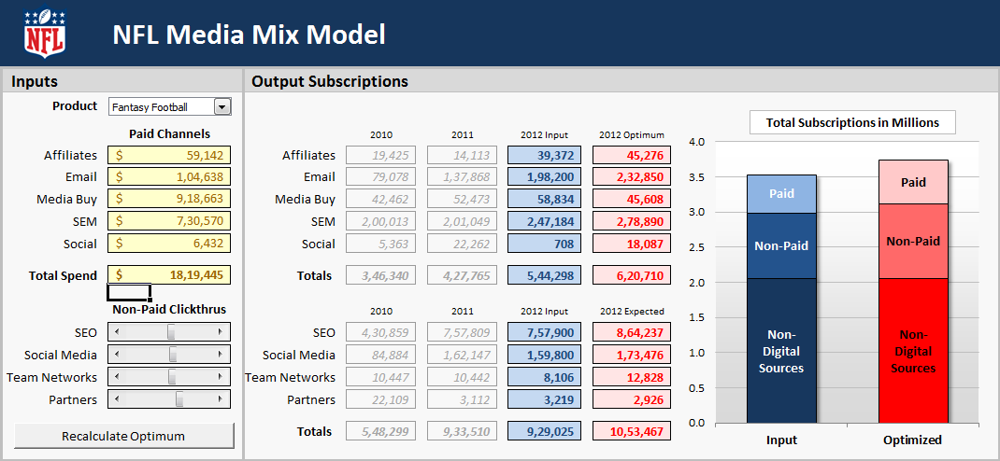 NFL
NFL Media Mix Model
Inputs
Product Fantasy Football
Paid Channels
Affiliates $ 59,142
Email $ 1,04,638
Media Buy $ 9,18,663
SEM $ 7,30,570
Social $ 6,432
Total Spend $ 18,19,445
Non-Paid Clickthrus
SEO
Social Media
Team Networks
Partners
Recalculate Optimum
Output Subscriptions
2010 2011 2012 Input 2012 Optimum
Affiliates 19,425 14,113 39,372 45,276
Email 79,078 1,37,868 1,98,200 2,32,850
Media Buy 42,462 52,473 58,834 45,608
SEM 2,00,013 2,01,049 2,47,184 2,78,890
Social 5,363 22,262 708 18,087
Totals 3,46,340 4,27,765 5,44,298 6,20,710
2010 2011 2012 Input 2012 Expected
SEO 4,30,859 7,57,809 7,57,900 8,64,237
Social Media 84,884 1,62,147 1,59,800 1,73,476
Team Networks 10,447 10,442 8,106 12,828
Partners 22,109 3,112 3,219 2,926
Totals 5,48,299 9,33,510 9,29,025 10,53,467
Total Subscriptions in Millions
4.0
3.5
3.0
2.5
2.0
1.5
1.0
0.5
0.0
Paid
Non-Paid
Non-
Digital
Sources
Input
Paid
Non-Paid
Non-
Digital
Sources
Optimized